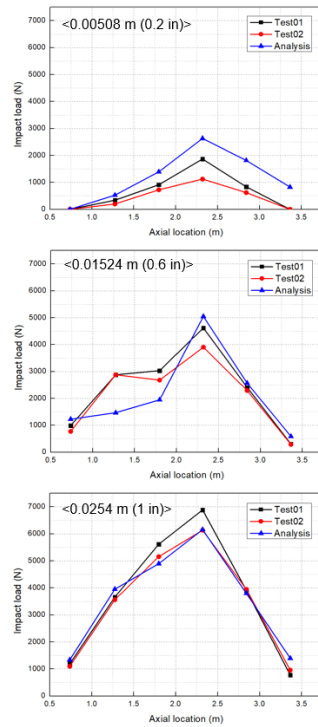 <0.00508 m (0.2 in)>
Test01
Test02
Analysis
Impact load (N)
7000
6000
5000
4000
3000
2000
1000
0
0.5 1.0 1.5 2.0 2.5 3.0 3.5
Axial location (m)
<0.01524 m (0.6 in)>
Test01
Test02
Analysis
Impact load (N)
7000
6000
5000
4000
3000
2000
1000
0
0.5 1.0 1.5 2.0 2.5 3.0 3.5
Axial location (m)
<0.0254 m (1 in)>
Test01
Test02
Analysis
Impact load (N)
7000
6000
5000
4000
3000
2000
1000
0
0.5 1.0 1.5 2.0 2.5 3.0 3.5
Axial location (m)